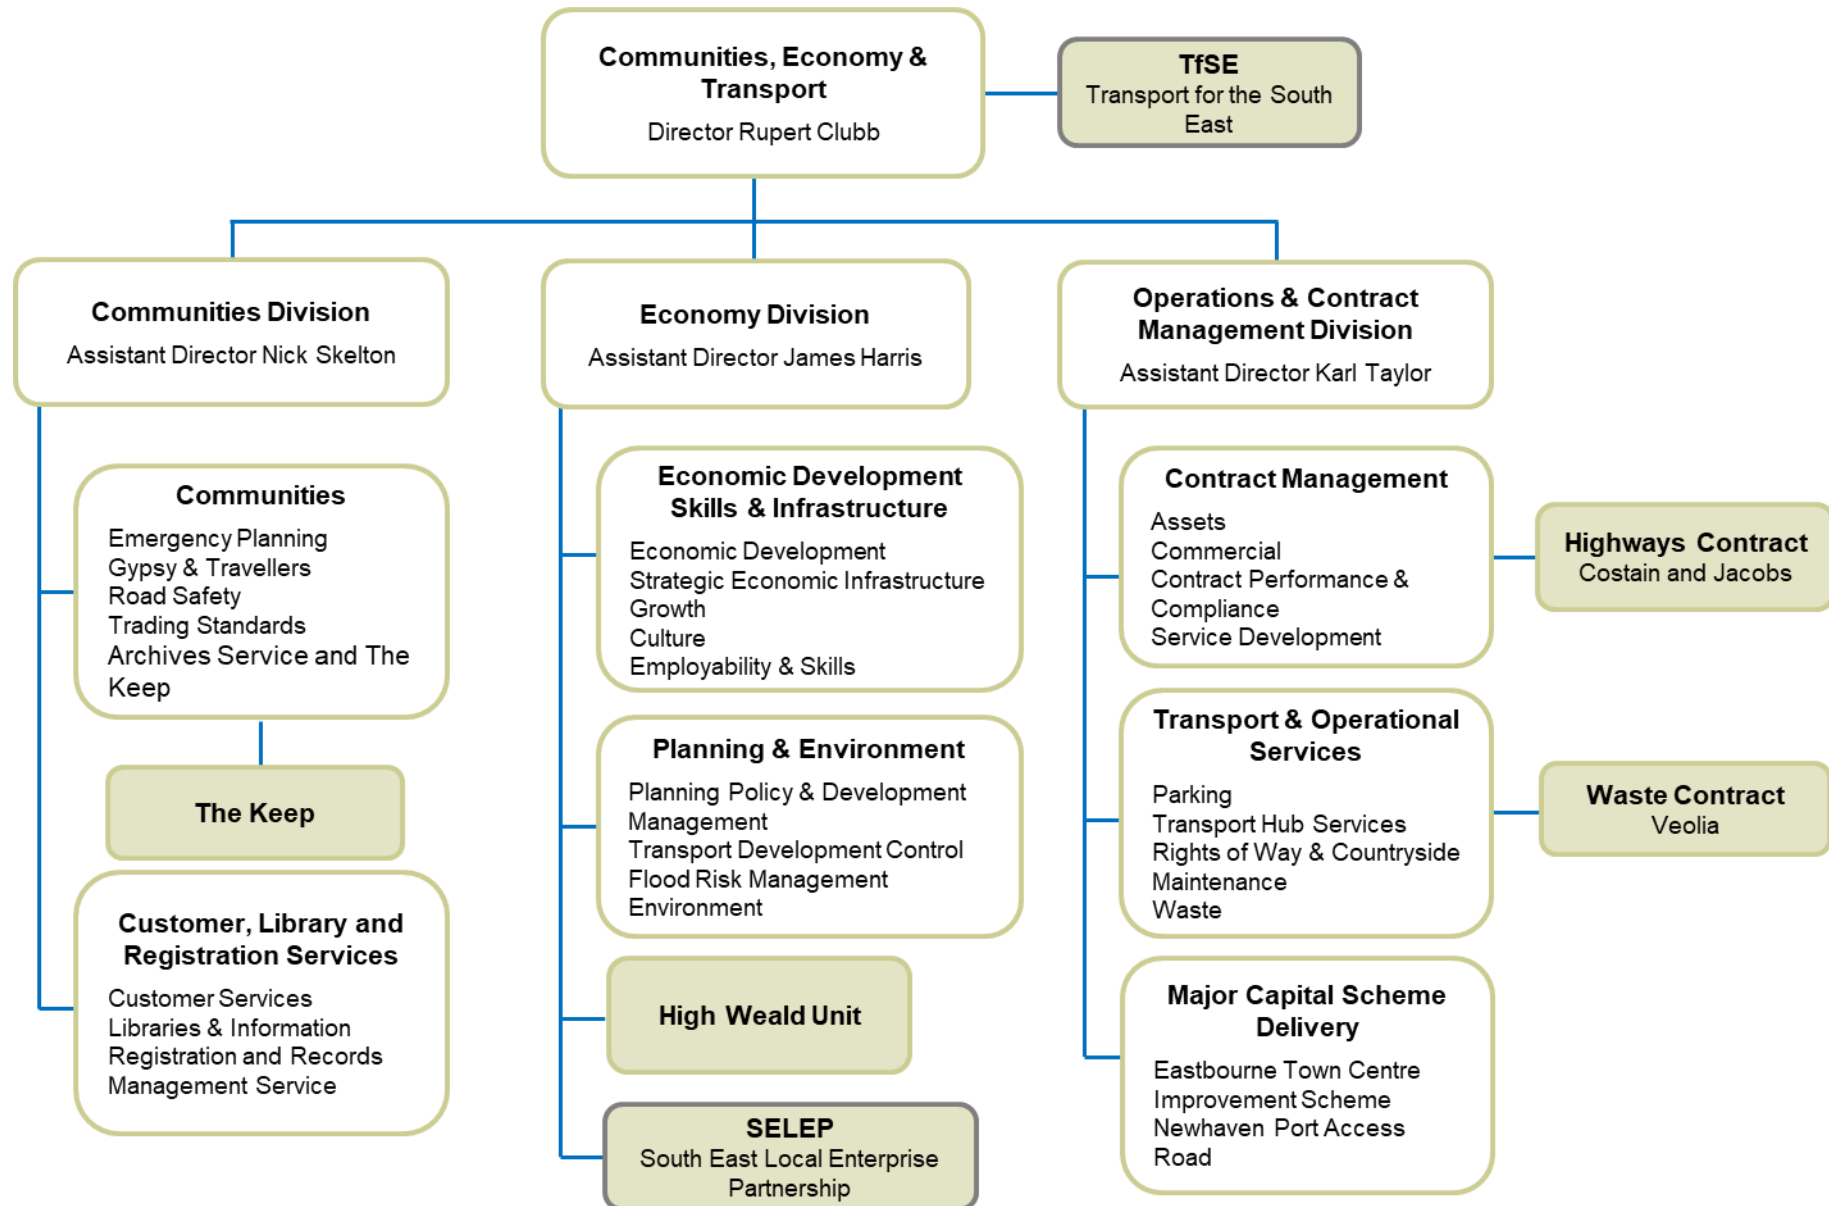 Communities, Economy &
Transport
Director Rupert Clubb
TfSE
Transport for the South
East
Communities Division
Assistant Director Nick Skelton
Economy Division
Assistant Director James Harris
Operations & Contract
Management Division
Assistant Director Karl Taylor
Communities
Emergency Planning
Gypsy & Travellers
Road Safety
Trading Standards
Archives Service and The
Keep
The Keep
Customer, Library and
Registration Services
Customer Services
Libraries & Information
Registration and Records
Management Service
Economic Development
Skills & Infrastructure
Economic Development
Strategic Economic Infrastructure
Growth
Culture
Employability & Skills
Planning & Environment
Planning Policy & Development
Management
Transport Development Control
Flood Risk Management
Environment
High Weald Unit
SELEP
South East Local Enterprise
Partnership
Contract Management
Assets
Commercial
Contract Performance &
Compliance
Service Development
Highways Contract
Costain and Jacobs
Transport & Operational
Services
Parking
Transport Hub Services
Rights of Way & Countryside
Maintenance
Waste
Waste Contract
Veolia
Major Capital Scheme
Delivery
Eastbourne Town Centre
Improvement Scheme
Newhaven Port Access
Road